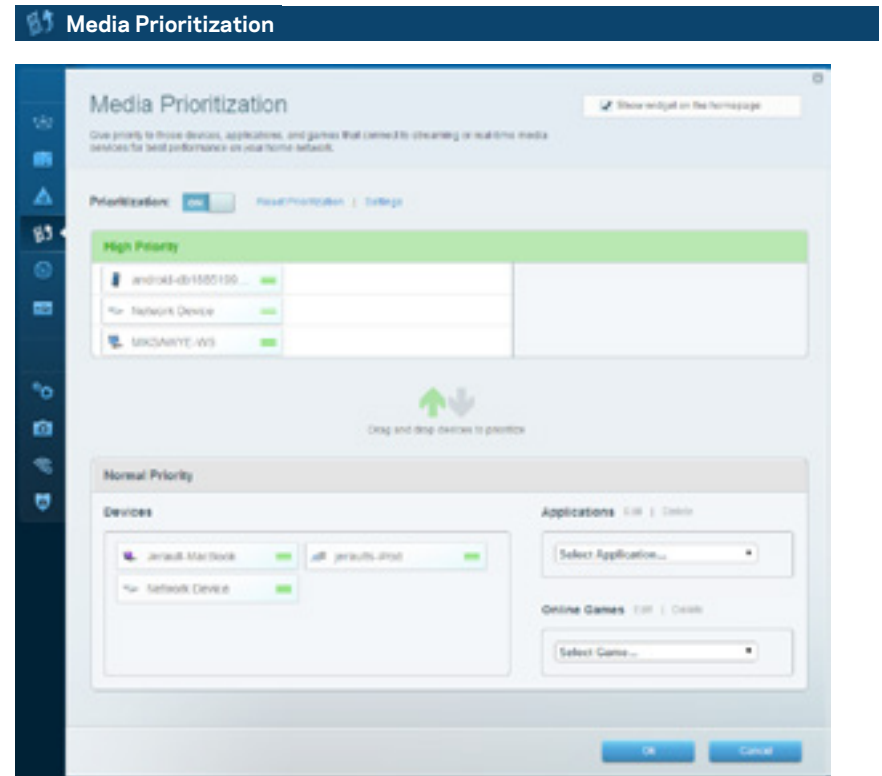 Media Prioritization
Media Prioritization
Show widget on the homepage
Give priority to those devices, applications, and games that connect to streaming or real-time media
services for best performance on your home network.
Prioritization: ON Reset Prioritization | Settings
High Priority
android-db1885199...
Network Device
Drag and drop devices to prioritize
Normal Priority
Devices
Applications Edit | Delete
Select Application...
Network Device
Online Games Edit | Delete
Select Game...
OK Cancel